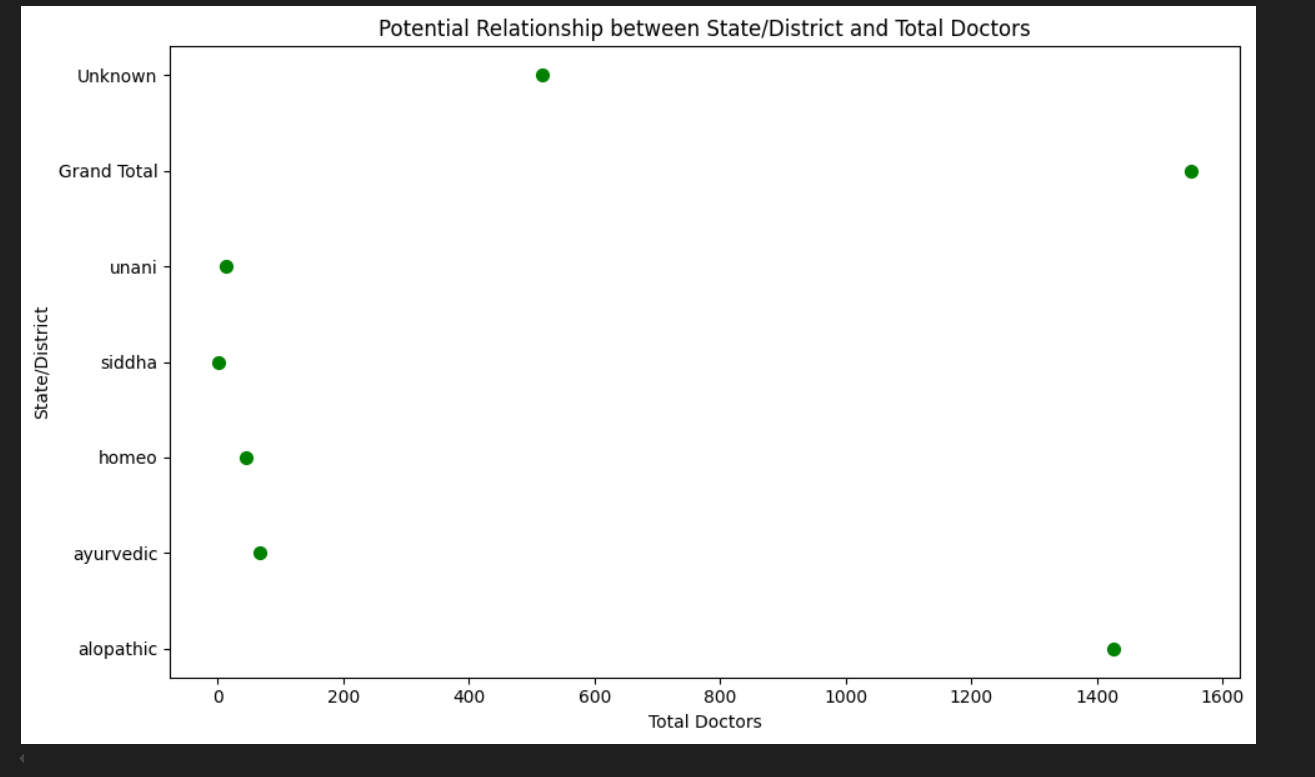 Potential Relationship between State/District and Total Doctors
Unknown
Grand Total
unani
siddha
homeo
ayurvedic
alopathic
State/District
0 200 400 600 800 1000 1200 1400 1600
Total Doctors